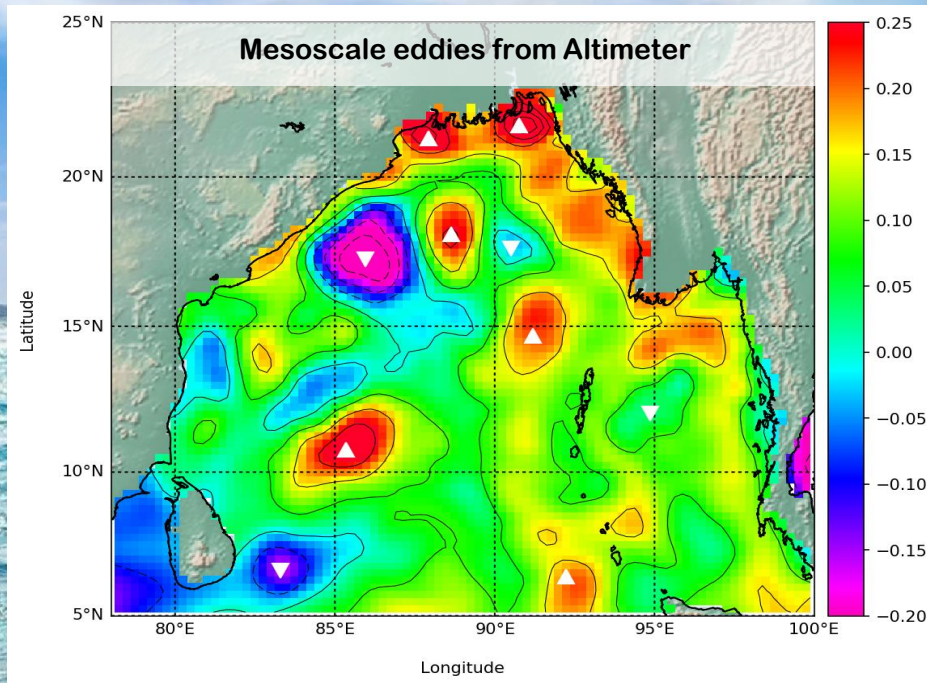 Mesoscale eddies from Altimeter
25°N
20°N
15°N
10°N
5°N
Latitude
80°E
85°E
90°E
95°E
100°E
Longitude
0.25
0.20
0.15
0.10
0.05
0.00
−0.05
−0.10
−0.15
−0.20